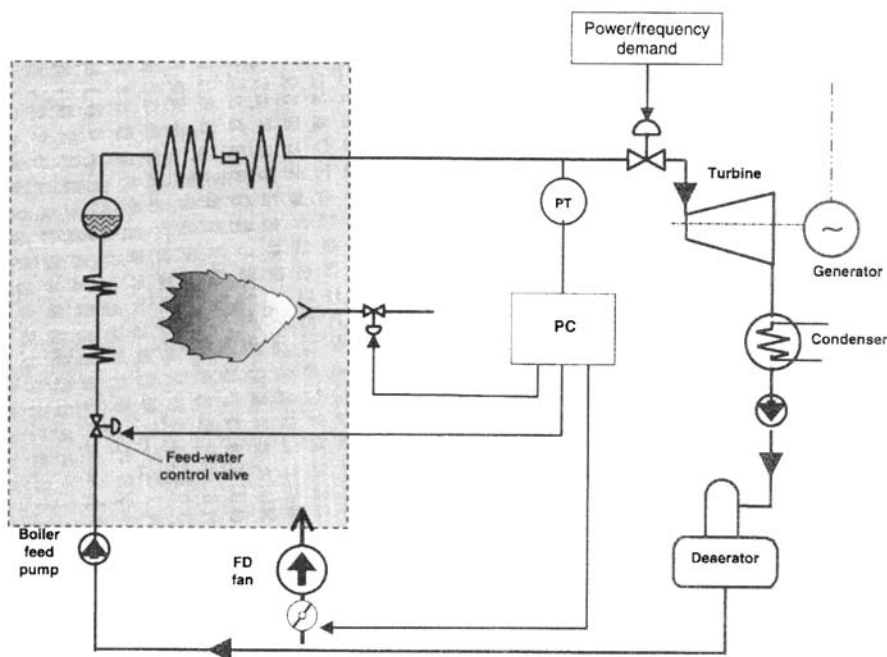 Power/frequency
demand
Turbine
PT
Generator
PC
Condenser
Feed-water
control valve
Boiler
feed
pump
FD
fan
Deaerator